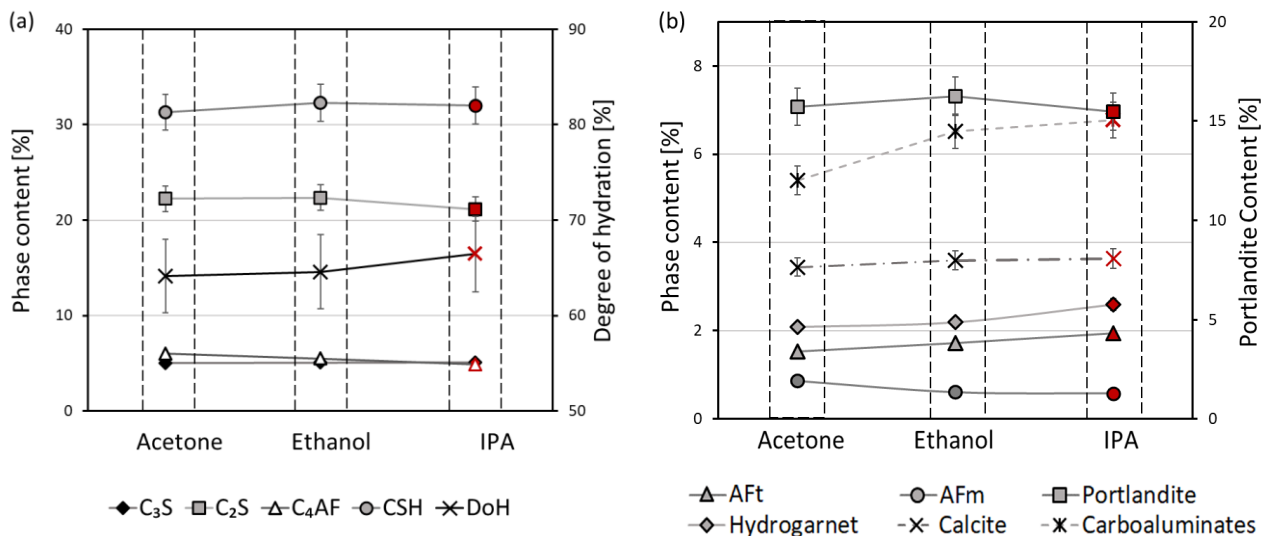 (a)
Phase content [%]
40
30
20
10
0
90
80
70
60
50
Degree of hydration [%]
Acetone Ethanol IPA
C₃S C₂S C₄AF CSH DoH
(b)
Phase content [%]
8
6
4
2
0
20
15
10
5
0
Portlandite Content [%]
Acetone Ethanol IPA
AFt AFm Portlandite
Hydrogarnet Calcite Carboaluminates